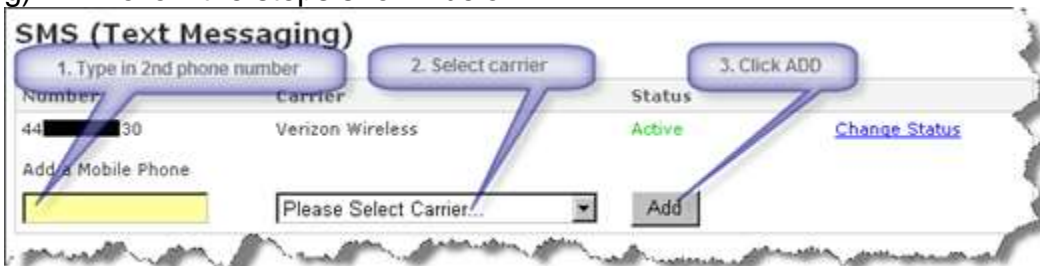 SMS (Text Messaging)
1. Type in 2nd phone number
2. Select carrier
3. Click ADD
Number Carrier Status
44 30 Verizon Wireless Active Change Status
Add a Mobile Phone
Please Select Carrier... Add